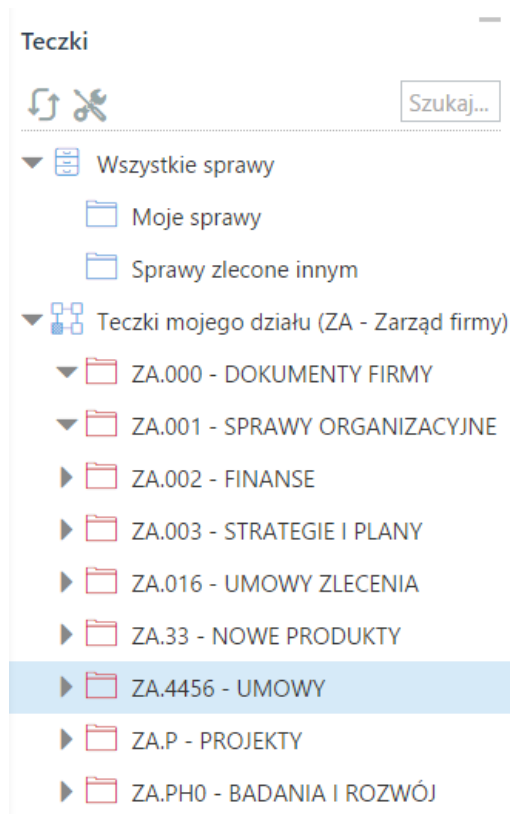 Teczki
Szukaj...
Wszystkie sprawy
Moje sprawy
Sprawy zlecone innym
Teczki mojego działu (ZA - Zarząd firmy)
ZA.000 - DOKUMENTY FIRMY
ZA.001 - SPRAWY ORGANIZACYJNE
ZA.002 - FINANSE
ZA.003 - STRATEGIE I PLANY
ZA.016 - UMOWY ZLECENIA
ZA.33 - NOWE PRODUKTY
ZA.4456 - UMOWY
ZA.P - PROJEKTY
ZA.PH0 - BADANIA I ROZWÓJ